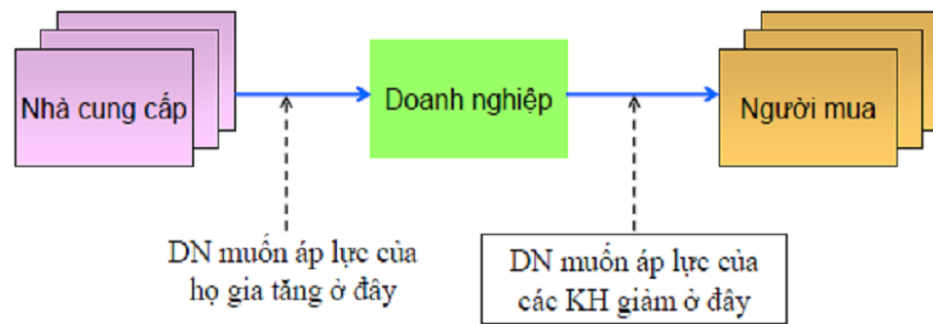 Nhà cung cấp
Doanh nghiệp
Người mua
DN muốn áp lực của
họ gia tăng ở đây
DN muốn áp lực của
các KH giảm ở đây